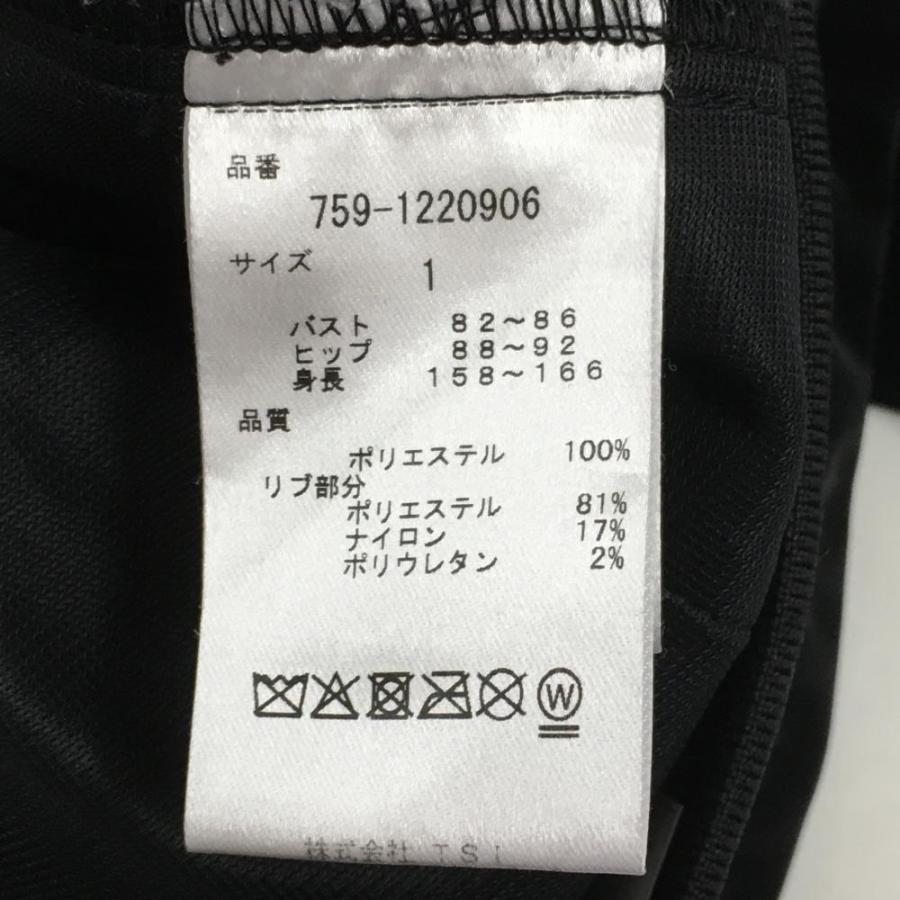 品番
759-1220906
サイズ 1
バスト 82～86
ヒップ 88～92
身長 158～166
品質
ポリエステル 100%
リブ部分
ポリエステル 81%
ナイロン 17%
ポリウレタン 2%
W
株式会社 TSI